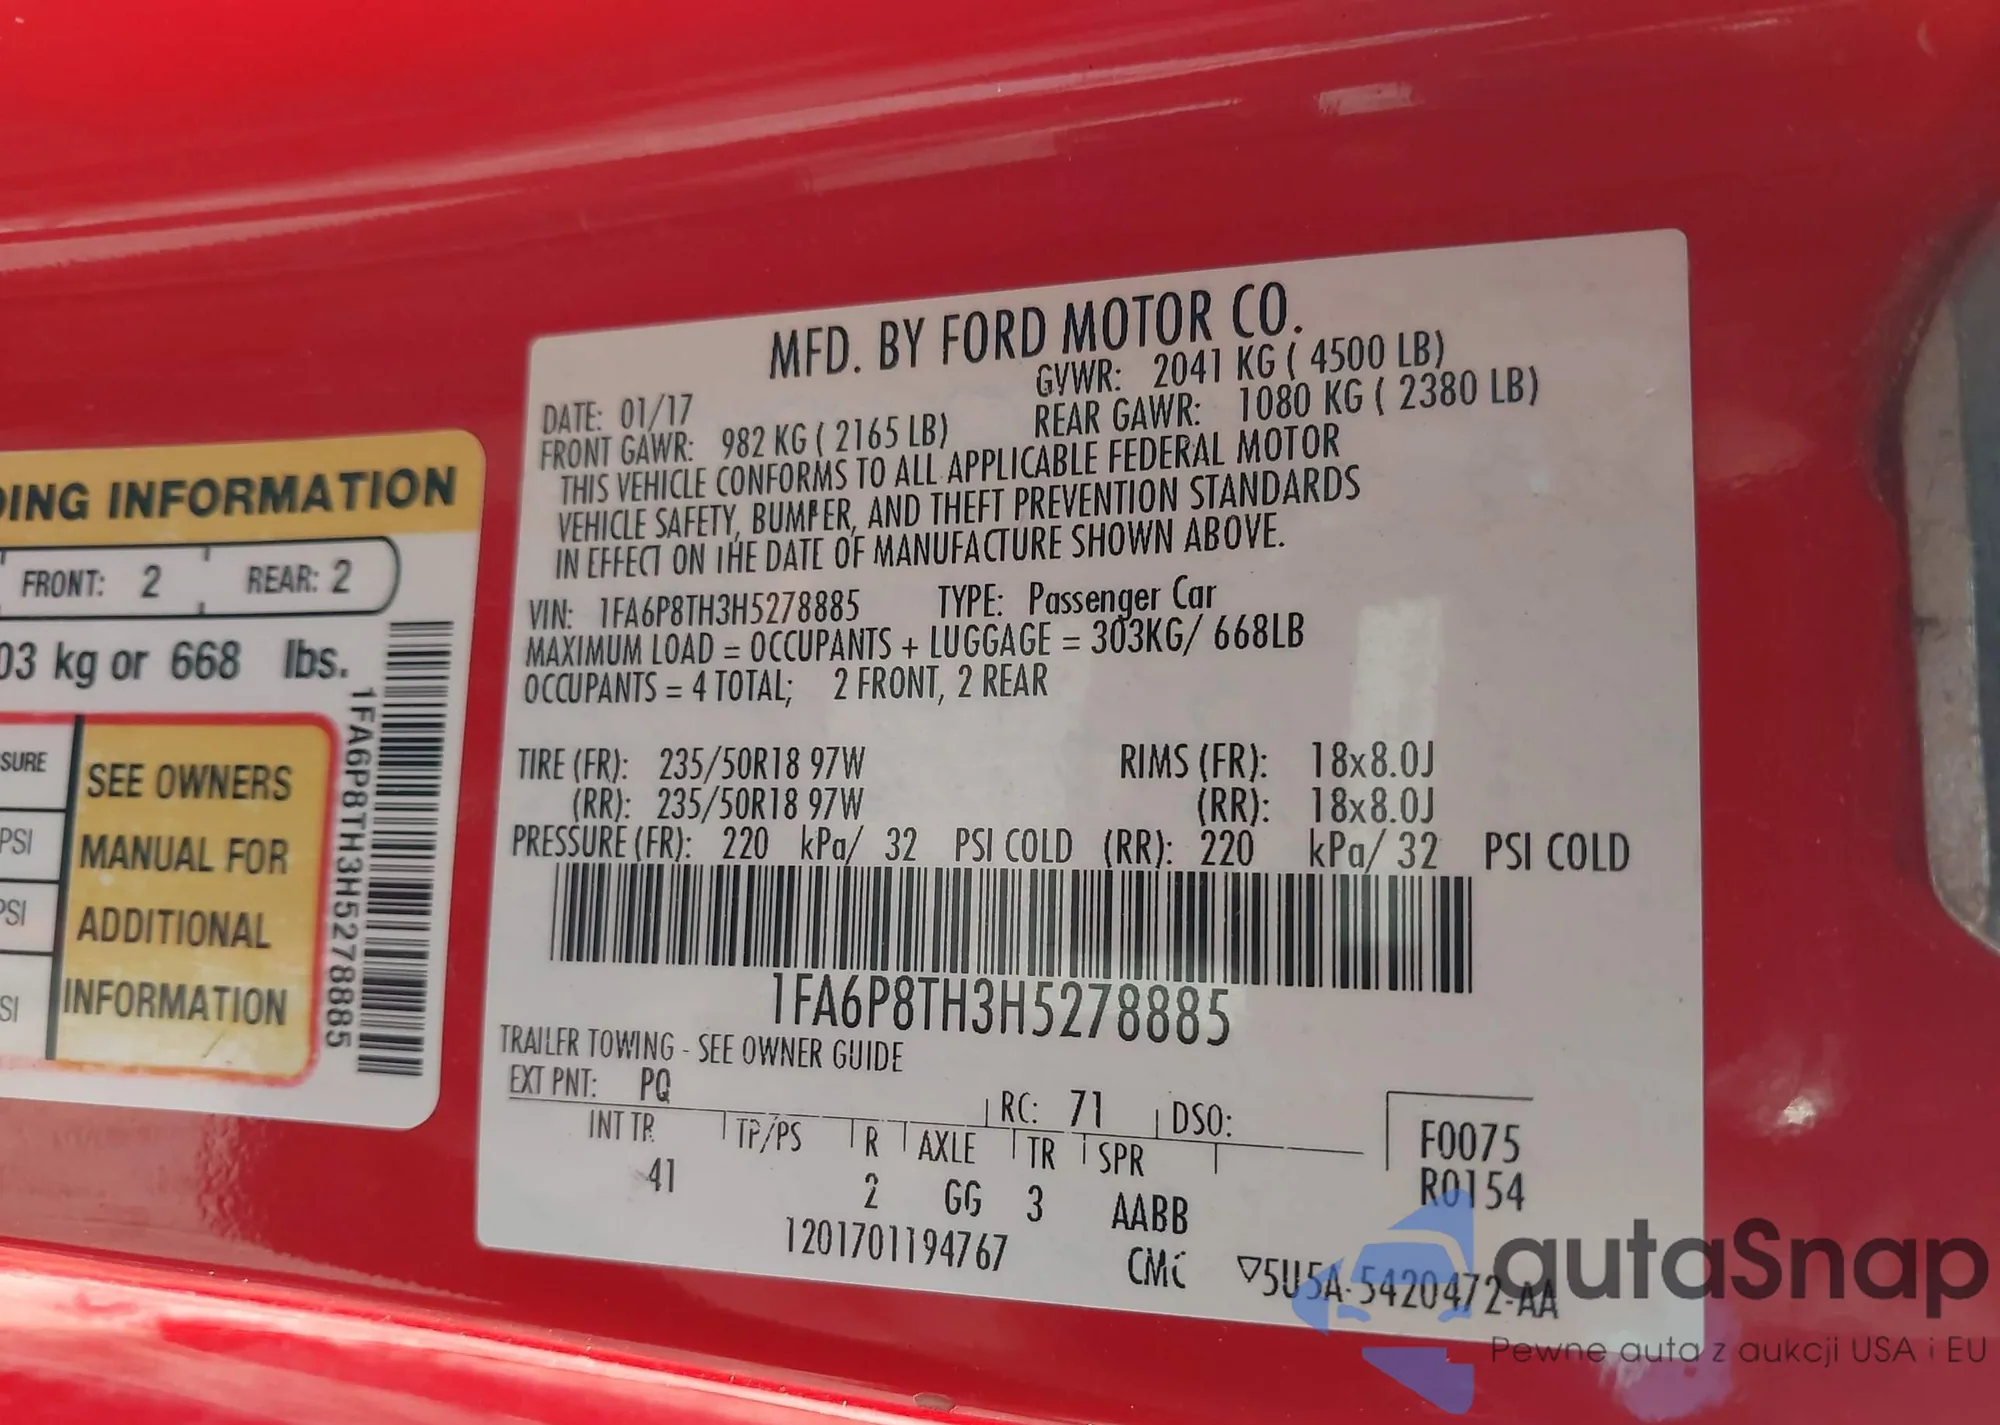 DING INFORMATION
FRONT: 2 REAR: 2
03 kg or 668 lbs.
SURE
PSI
PSI
SI
SEE OWNERS
MANUAL FOR
ADDITIONAL
INFORMATION
1FA6P8TH3H5278885
MFD. BY FORD MOTOR CO.
DATE: 01/17 GVWR: 2041 KG ( 4500 LB)
FRONT GAWR: 982 KG ( 2165 LB) REAR GAWR: 1080 KG ( 2380 LB)
THIS VEHICLE CONFORMS TO ALL APPLICABLE FEDERAL MOTOR
VEHICLE SAFETY, BUMPER, AND THEFT PREVENTION STANDARDS
IN EFFECT ON THE DATE OF MANUFACTURE SHOWN ABOVE.
VIN: 1FA6P8TH3H5278885 TYPE: Passenger Car
MAXIMUM LOAD = OCCUPANTS + LUGGAGE = 303KG/ 668LB
OCCUPANTS = 4 TOTAL; 2 FRONT, 2 REAR
TIRE (FR): 235/50R18 97W RIMS (FR): 18x8.0J
(RR): 235/50R18 97W (RR): 18x8.0J
PRESSURE (FR): 220 kPa/ 32 PSI COLD (RR): 220 kPa/ 32 PSI COLD
1FA6P8TH3H5278885
TRAILER TOWING - SEE OWNER GUIDE
EXT PNT: PQ RC: 71 DSO:
INT TR TP/PS R AXLE TR SPR
41 2 GG 3 AABB
F0075
R0154
1201701194767 CMC ▽5U5A-5420472-AA
autaSnap
Pewne auta z aukcji USA i EU